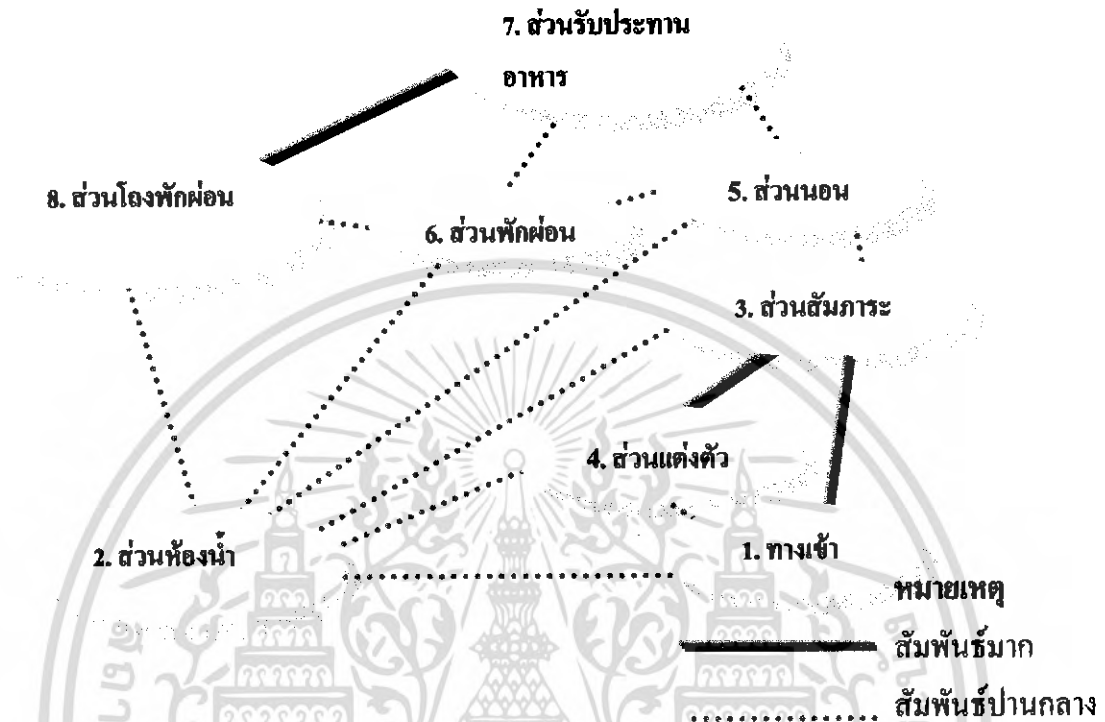 7. ส่วนรับประทาน
อาหาร
8. ส่วนโถงพักผ่อน
5. ส่วนนอน
6. ส่วนพักผ่อน
3. ส่วนสัมภาระ
4. ส่วนแต่งตัว
2. ส่วนห้องน้ำ
1. ทางเข้า
หมายเหตุ
สัมพันธ์มาก
สัมพันธ์ปานกลาง